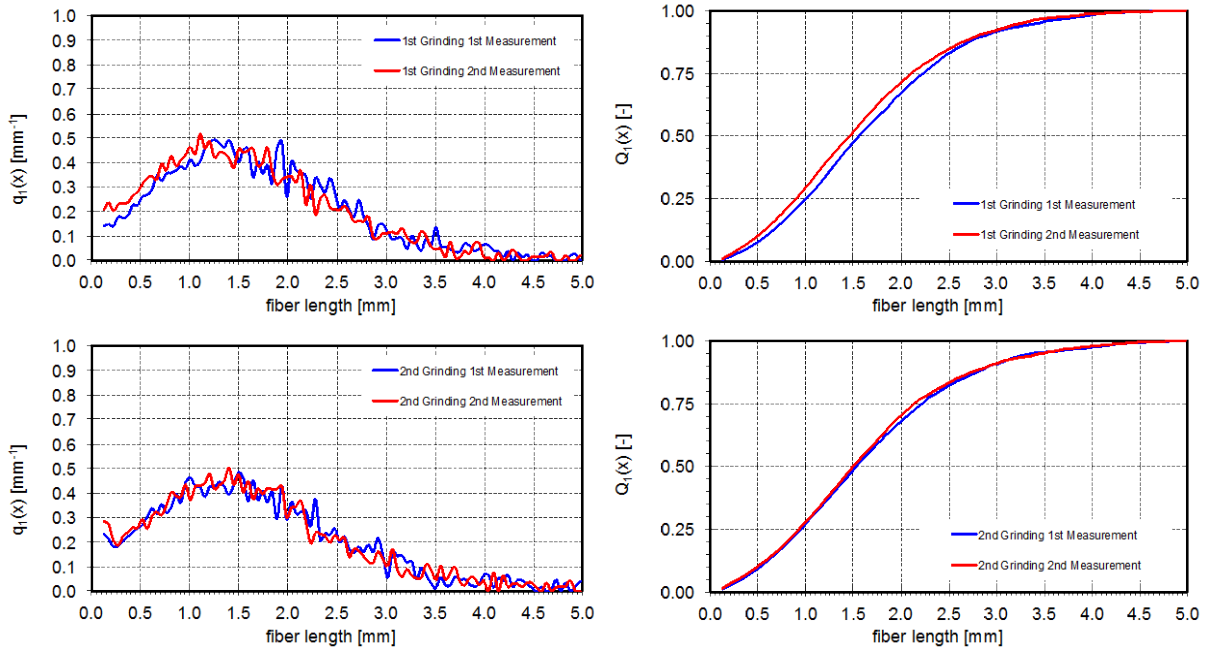 1.0
0.9
0.8
0.7
0.6
0.5
0.4
0.3
0.2
0.1
0.0
q₁(x) [mm⁻¹]
1st Grinding 1st Measurement
1st Grinding 2nd Measurement
0.0 0.5 1.0 1.5 2.0 2.5 3.0 3.5 4.0 4.5 5.0
fiber length [mm]
1.00
0.75
0.50
0.25
0.00
Q₁(x) [-]
1st Grinding 1st Measurement
1st Grinding 2nd Measurement
0.0 0.5 1.0 1.5 2.0 2.5 3.0 3.5 4.0 4.5 5.0
fiber length [mm]
1.0
0.9
0.8
0.7
0.6
0.5
0.4
0.3
0.2
0.1
0.0
q₁(x) [mm⁻¹]
2nd Grinding 1st Measurement
2nd Grinding 2nd Measurement
0.0 0.5 1.0 1.5 2.0 2.5 3.0 3.5 4.0 4.5 5.0
fiber length [mm]
1.00
0.75
0.50
0.25
0.00
Q₁(x) [-]
2nd Grinding 1st Measurement
2nd Grinding 2nd Measurement
0.0 0.5 1.0 1.5 2.0 2.5 3.0 3.5 4.0 4.5 5.0
fiber length [mm]